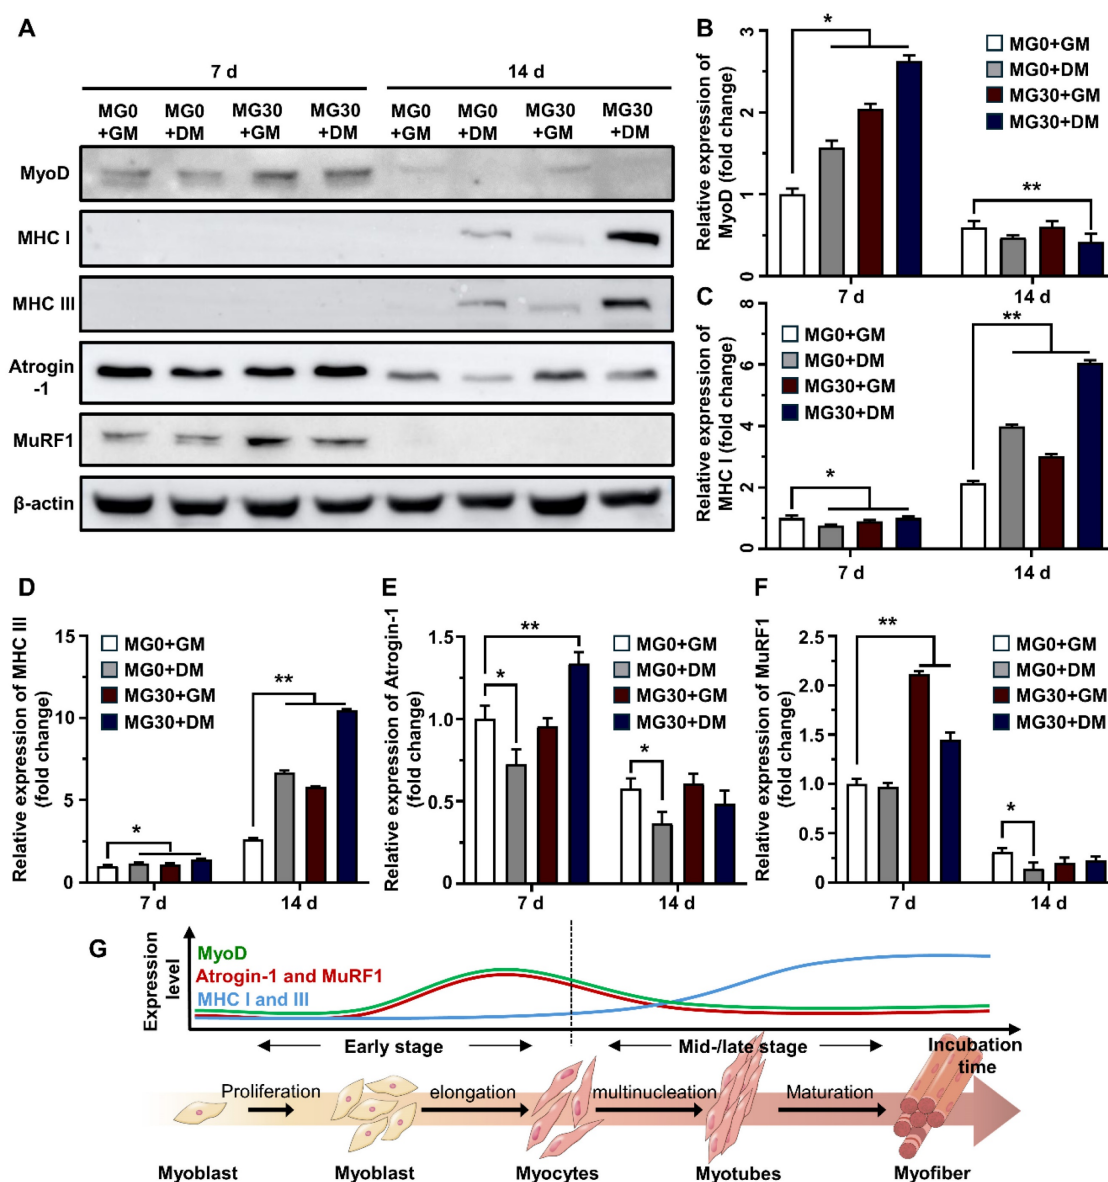 A
7 d
14 d
MG0 +GM
MG0 +DM
MG30 +GM
MG30 +DM
MG0 +GM
MG0 +DM
MG30 +GM
MG30 +DM
MyoD
MHC I
MHC III
Atrogin
-1
MuRF1
β-actin
B
Relative expression of
MyoD (fold change)
3
2
1
0
*
**
MG0+GM
MG0+DM
MG30+GM
MG30+DM
7 d
14 d
C
Relative expression of
MHC I (fold change)
8
6
4
2
0
MG0+GM
MG0+DM
MG30+GM
MG30+DM
*
**
7 d
14 d
D
Relative expression of MHC III
(fold change)
15
10
5
0
MG0+GM
MG0+DM
MG30+GM
MG30+DM
*
**
7 d
14 d
E
Relative expression of Atrogin-1
(fold change)
1.5
1.0
0.5
0
*
**
*
MG0+GM
MG0+DM
MG30+GM
MG30+DM
7 d
14 d
F
Relative expression of MuRF1
(fold change)
2.5
2.0
1.5
1.0
0.25
0
**
*
MG0+GM
MG0+DM
MG30+GM
MG30+DM
7 d
14 d
G
Expression
level
MyoD
Atrogin-1 and MuRF1
MHC I and III
Early stage
Mid-/late stage
Incubation
time
Proliferation
elongation
multinucleation
Maturation
Myoblast
Myoblast
Myocytes
Myotubes
Myofiber